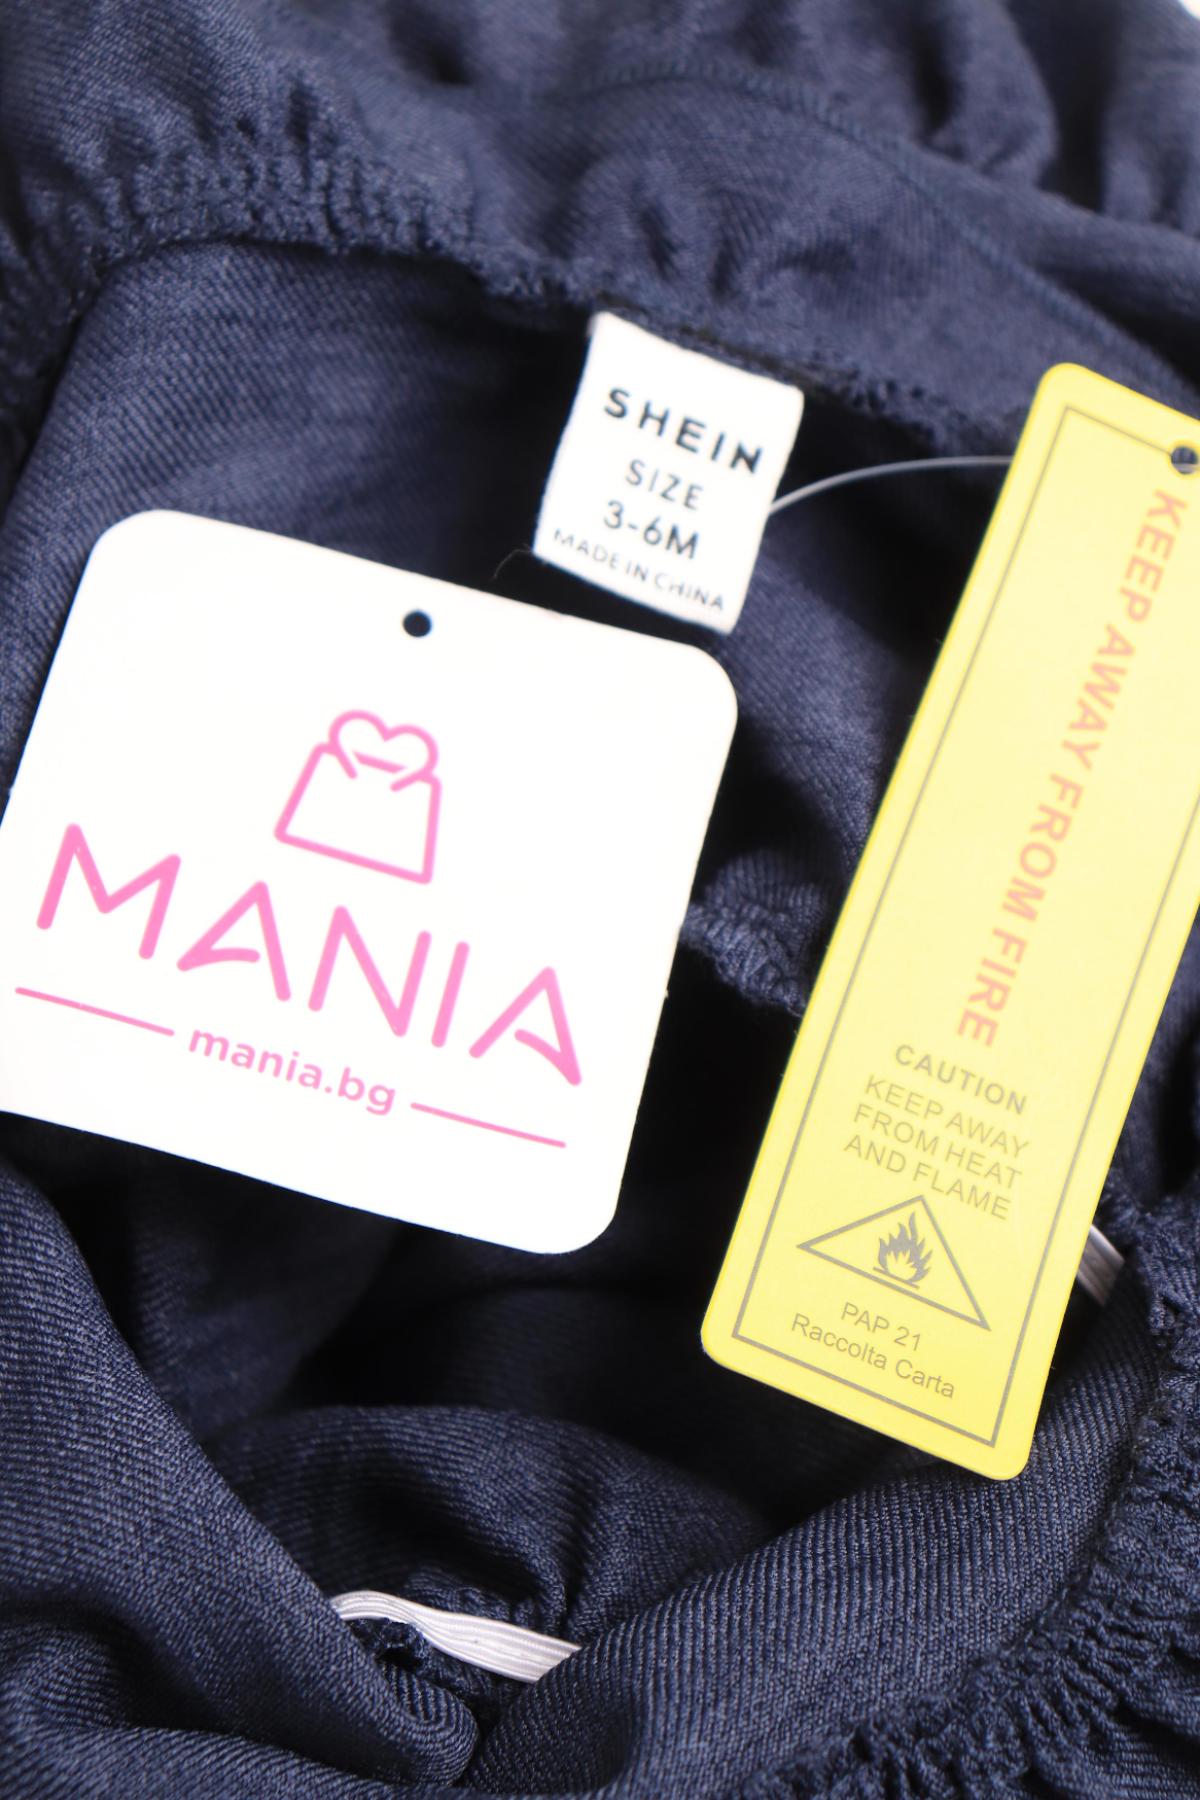 SHEIN
SIZE
3-6M
MADE IN CHINA
MANIA
mania.bg
KEEP AWAY FROM FIRE
CAUTION
KEEP AWAY
FROM HEAT
AND FLAME
PAP 21
Raccolta Carta